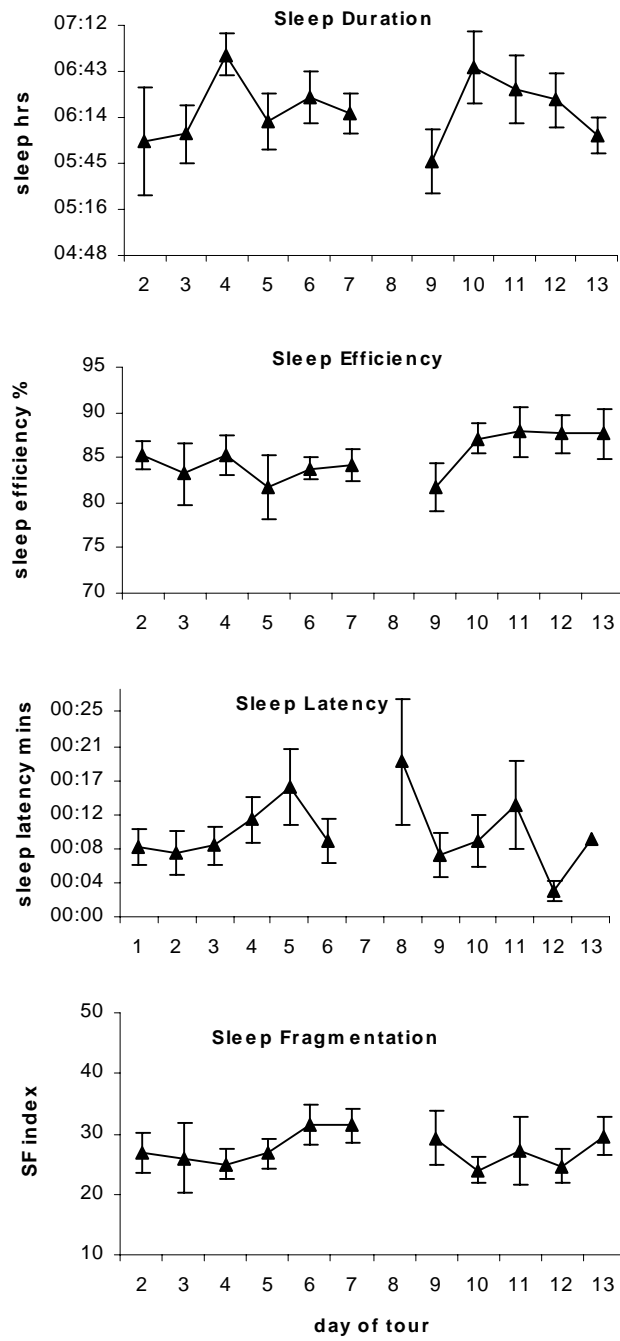 Sleep Duration
sleep hrs
07:12
06:43
06:14
05:45
05:16
04:48
2 3 4 5 6 7 8 9 10 11 12 13
Sleep Efficiency
sleep efficiency %
95
90
85
80
75
70
2 3 4 5 6 7 8 9 10 11 12 13
Sleep Latency
sleep latency mins
00:25
00:21
00:17
00:12
00:08
00:04
00:00
1 2 3 4 5 6 7 8 9 10 11 12 13
Sleep Fragmentation
SF index
50
40
30
20
10
2 3 4 5 6 7 8 9 10 11 12 13
day of tour